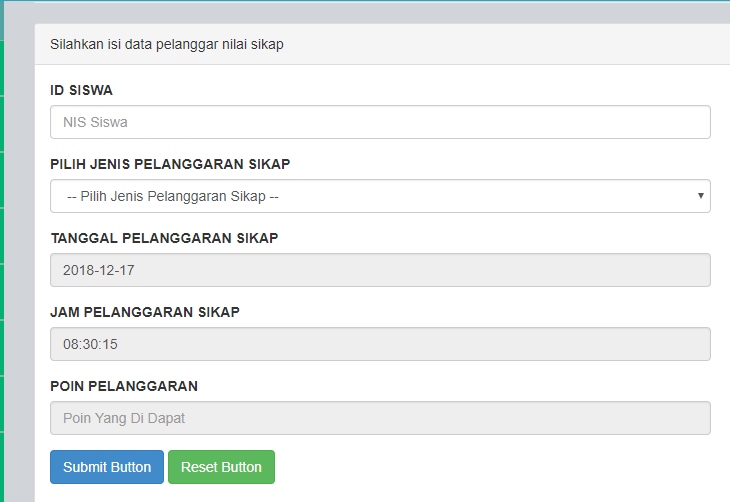 Silahkan isi data pelanggar nilai sikap
ID SISWA
NIS Siswa
PILIH JENIS PELANGGARAN SIKAP
-- Pilih Jenis Pelanggaran Sikap --
TANGGAL PELANGGARAN SIKAP
2018-12-17
JAM PELANGGARAN SIKAP
08:30:15
POIN PELANGGARAN
Poin Yang Di Dapat
Submit Button Reset Button